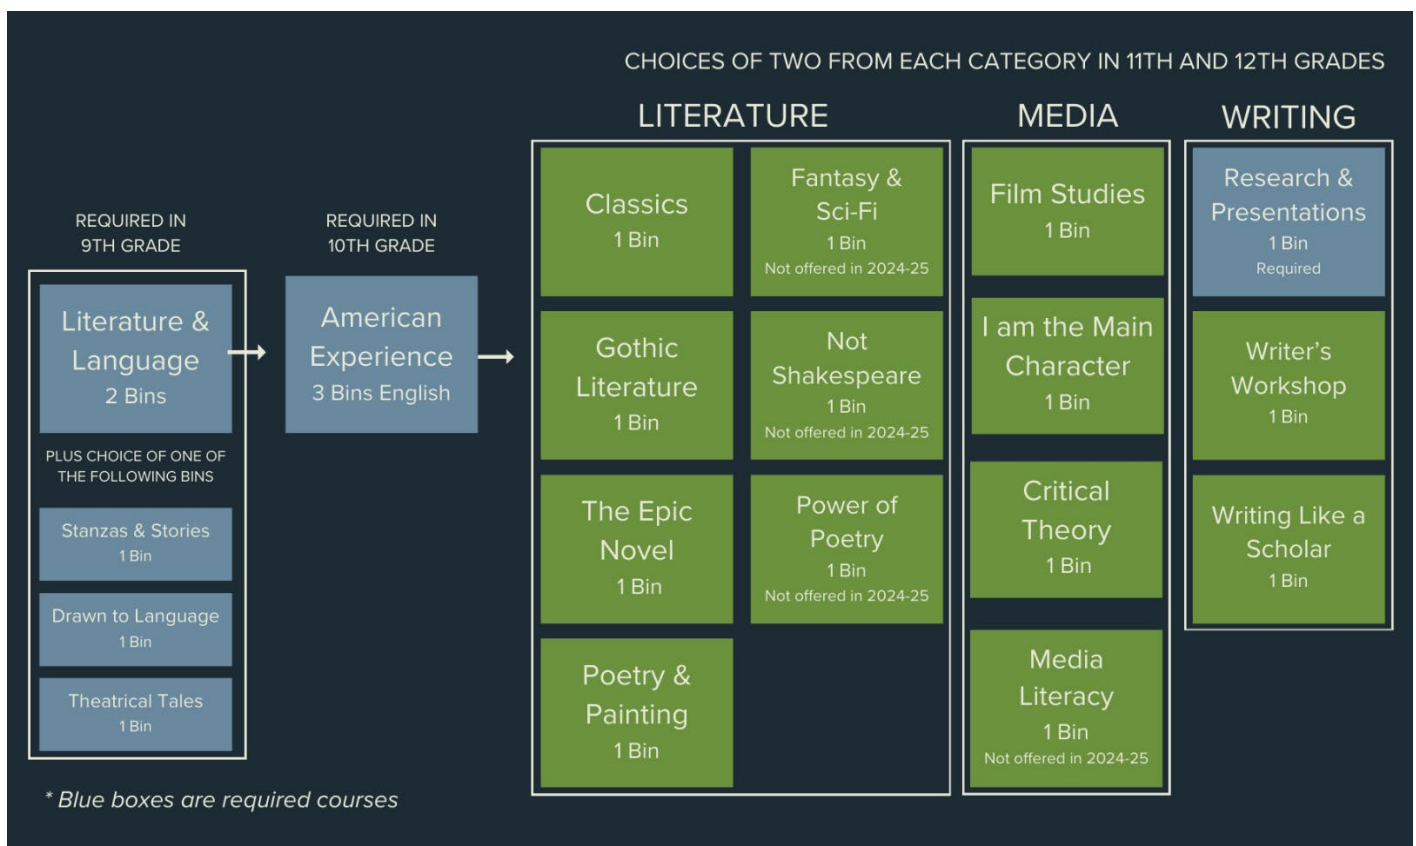 CHOICES OF TWO FROM EACH CATEGORY IN 11TH AND 12TH GRADES
REQUIRED IN
9TH GRADE
Literature &
Language
2 Bins
PLUS CHOICE OF ONE OF
THE FOLLOWING BINS
Stanzas & Stories
1 Bin
Drawn to Language
1 Bin
Theatrical Tales
1 Bin
REQUIRED IN
10TH GRADE
American
Experience
3 Bins English
LITERATURE
Classics
1 Bin
Fantasy &
Sci-Fi
1 Bin
Not offered in 2024-25
Gothic
Literature
1 Bin
Not
Shakespeare
1 Bin
Not offered in 2024-25
The Epic
Novel
1 Bin
Power of
Poetry
1 Bin
Not offered in 2024-25
Poetry &
Painting
1 Bin
MEDIA
Film Studies
1 Bin
I am the Main
Character
1 Bin
Critical
Theory
1 Bin
Media
Literacy
1 Bin
Not offered in 2024-25
WRITING
Research &
Presentations
1 Bin
Required
Writer's
Workshop
1 Bin
Writing Like a
Scholar
1 Bin
* Blue boxes are required courses